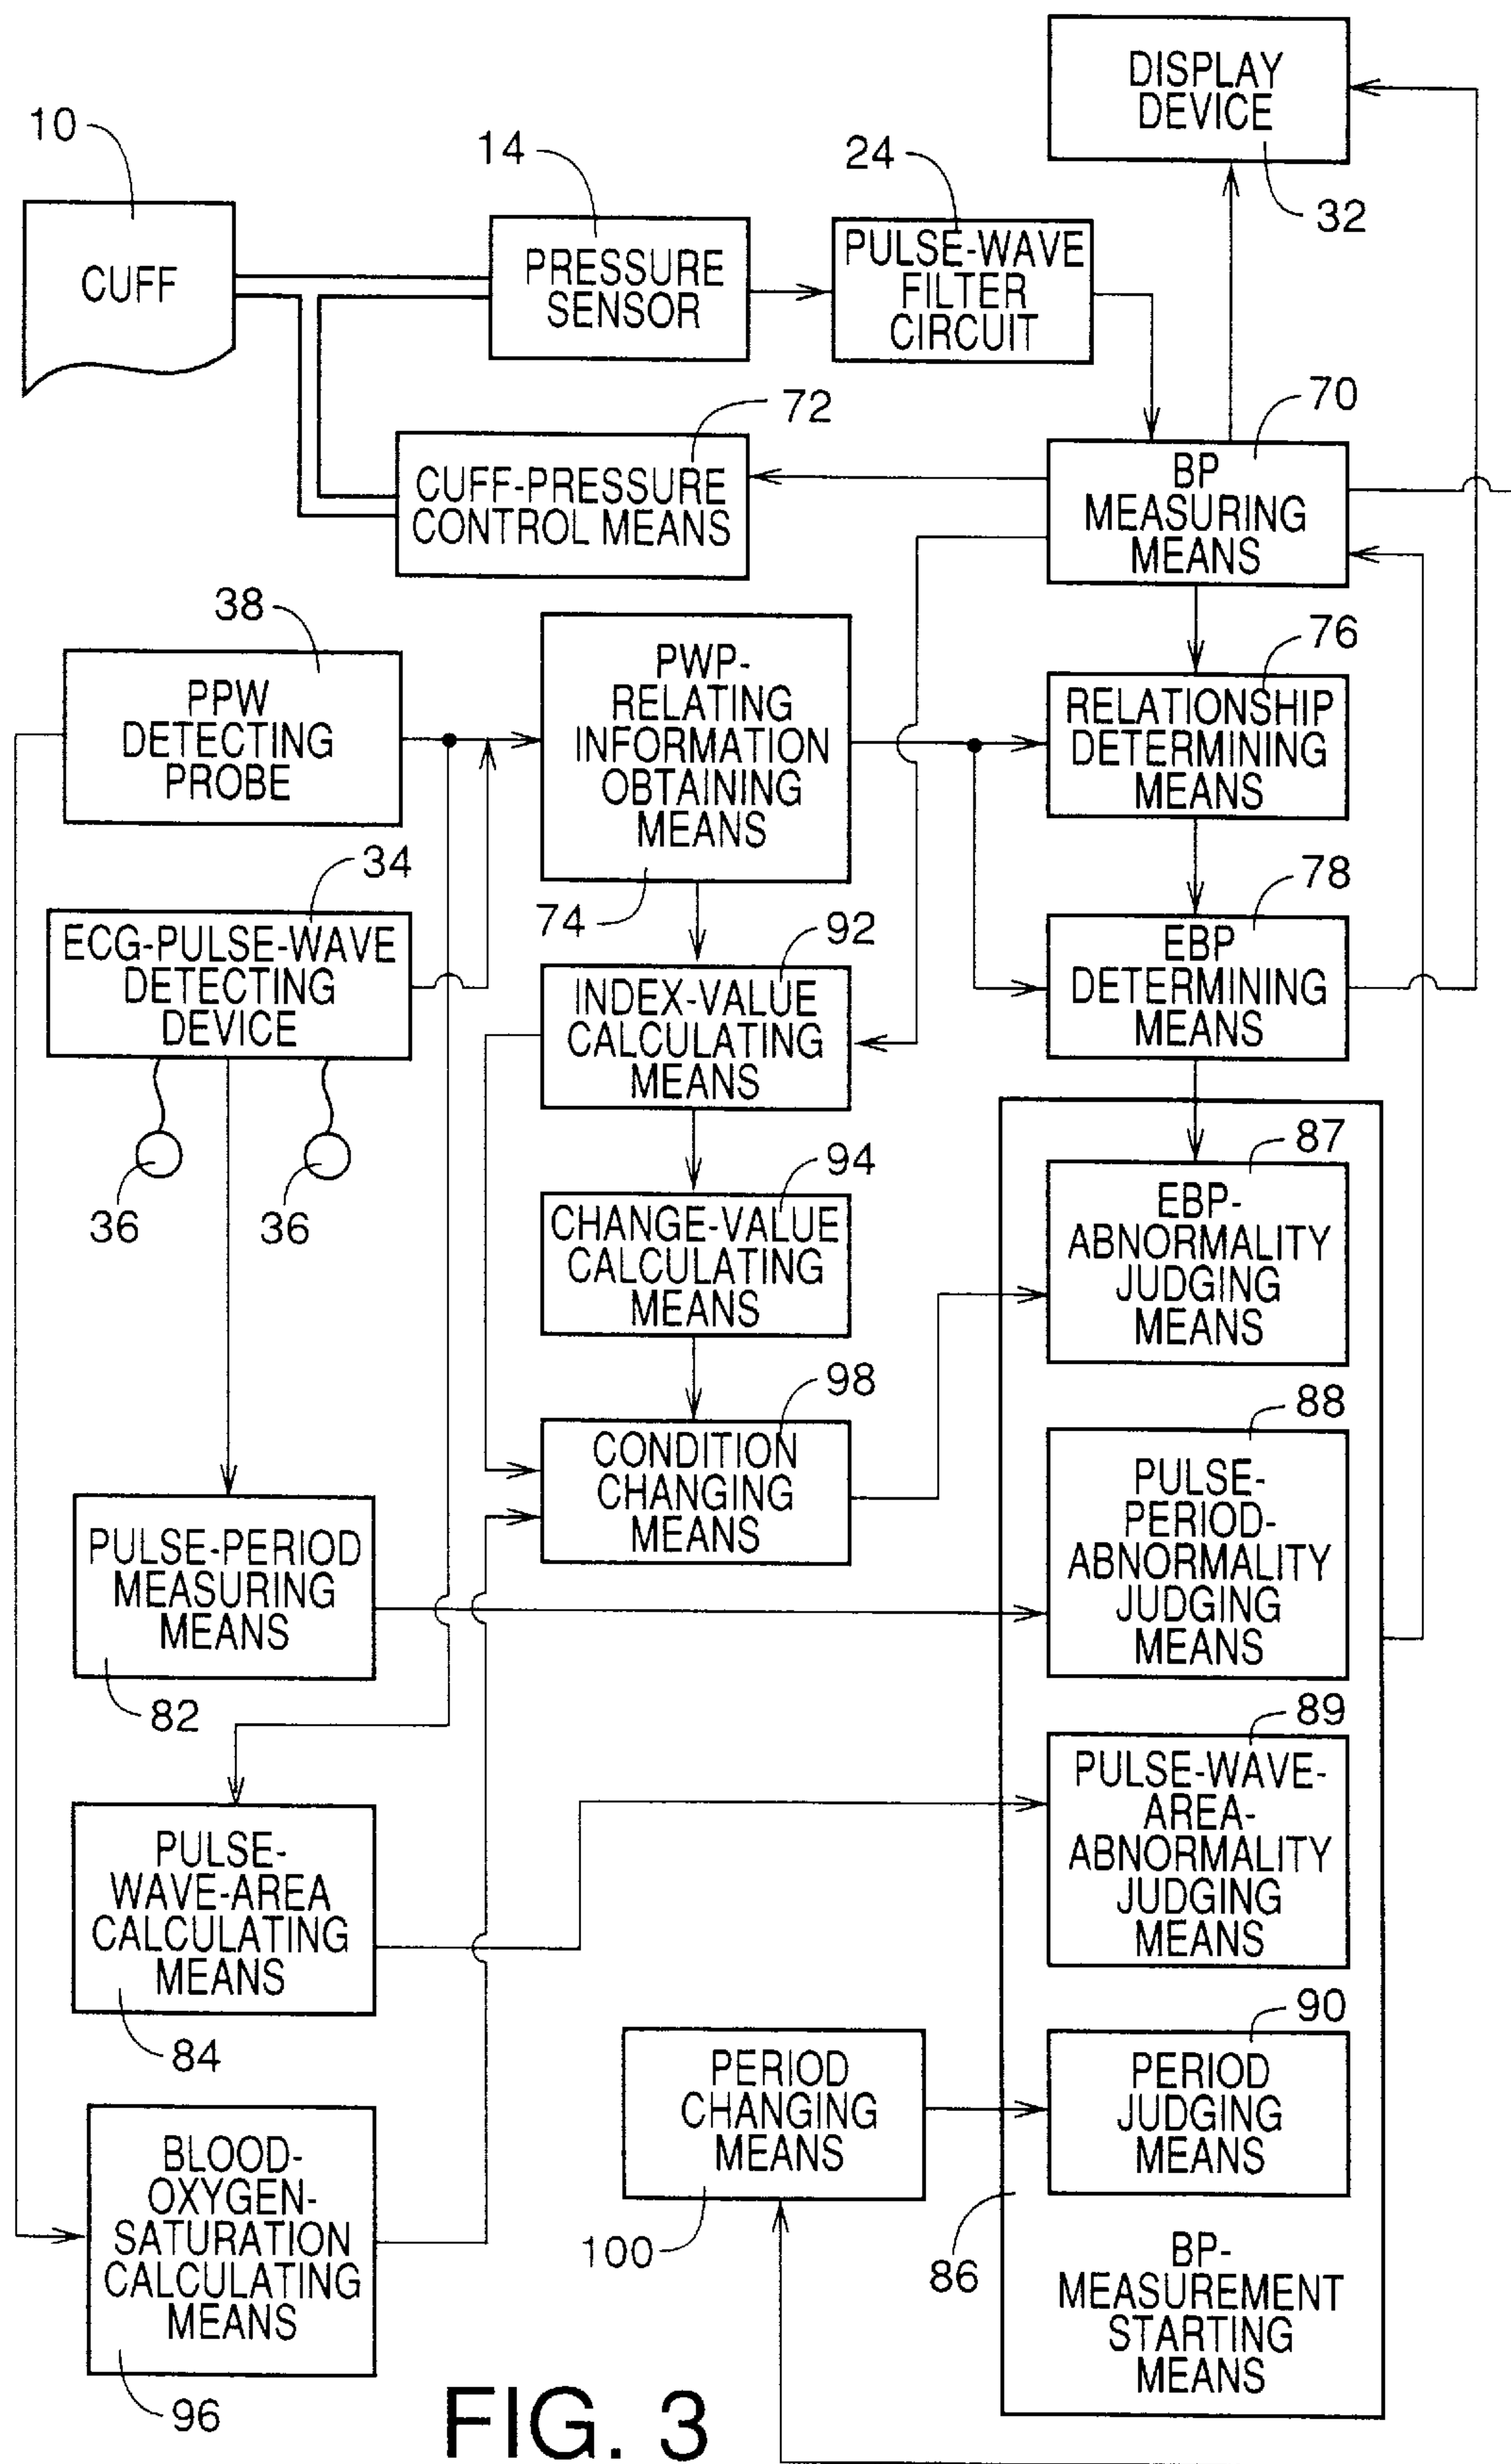 DISPLAY
DEVICE
32
10
CUFF
14
PRESSURE
SENSOR
24
PULSE-WAVE
FILTER
CIRCUIT
72
CUFF-PRESSURE
CONTROL MEANS
70
BP
MEASURING
MEANS
38
PPW
DETECTING
PROBE
PWP-
RELATING
INFORMATION
OBTAINING
MEANS
74
76
RELATIONSHIP
DETERMINING
MEANS
34
ECG-PULSE-WAVE
DETECTING
DEVICE
36
36
92
INDEX-VALUE
CALCULATING
MEANS
78
EBP
DETERMINING
MEANS
94
CHANGE-VALUE
CALCULATING
MEANS
87
EBP-
ABNORMALITY
JUDGING
MEANS
98
CONDITION
CHANGING
MEANS
88
PULSE-
PERIOD-
ABNORMALITY
JUDGING
MEANS
PULSE-PERIOD
MEASURING
MEANS
82
89
PULSE-WAVE-
AREA-
ABNORMALITY
JUDGING
MEANS
PULSE-
WAVE-AREA
CALCULATING
MEANS
84
90
PERIOD
JUDGING
MEANS
PERIOD
CHANGING
MEANS
100
BLOOD-
OXYGEN-
SATURATION
CALCULATING
MEANS
96
86
BP-
MEASUREMENT
STARTING
MEANS
FIG. 3